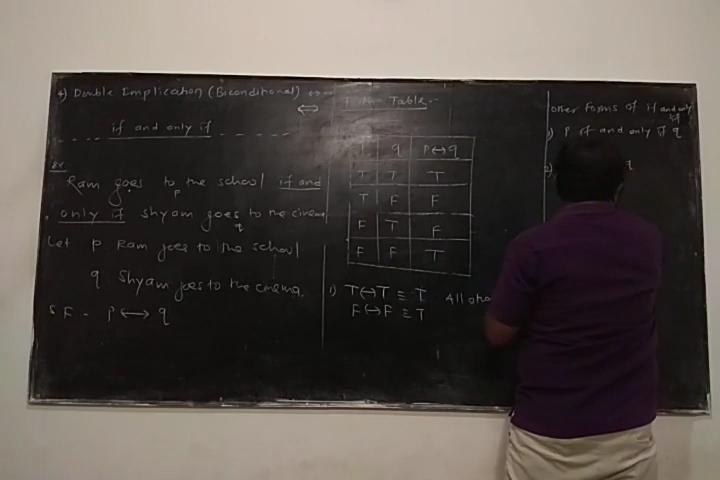 4) Double Implication (Biconditional) ↔
⇔
if and only if
ex
Ram goes to the school if and
p
only if Shyam goes to the cinema
q
Let p Ram goes to the school
q Shyam goes to the cinema.
SF - P ↔ q
Table:-
q P↔q
T T T
T F F
F T F
F F T
1) T↔T ≡ T All
F↔F ≡ T
Other forms of if and only
if
1) P if and only if q
2) q